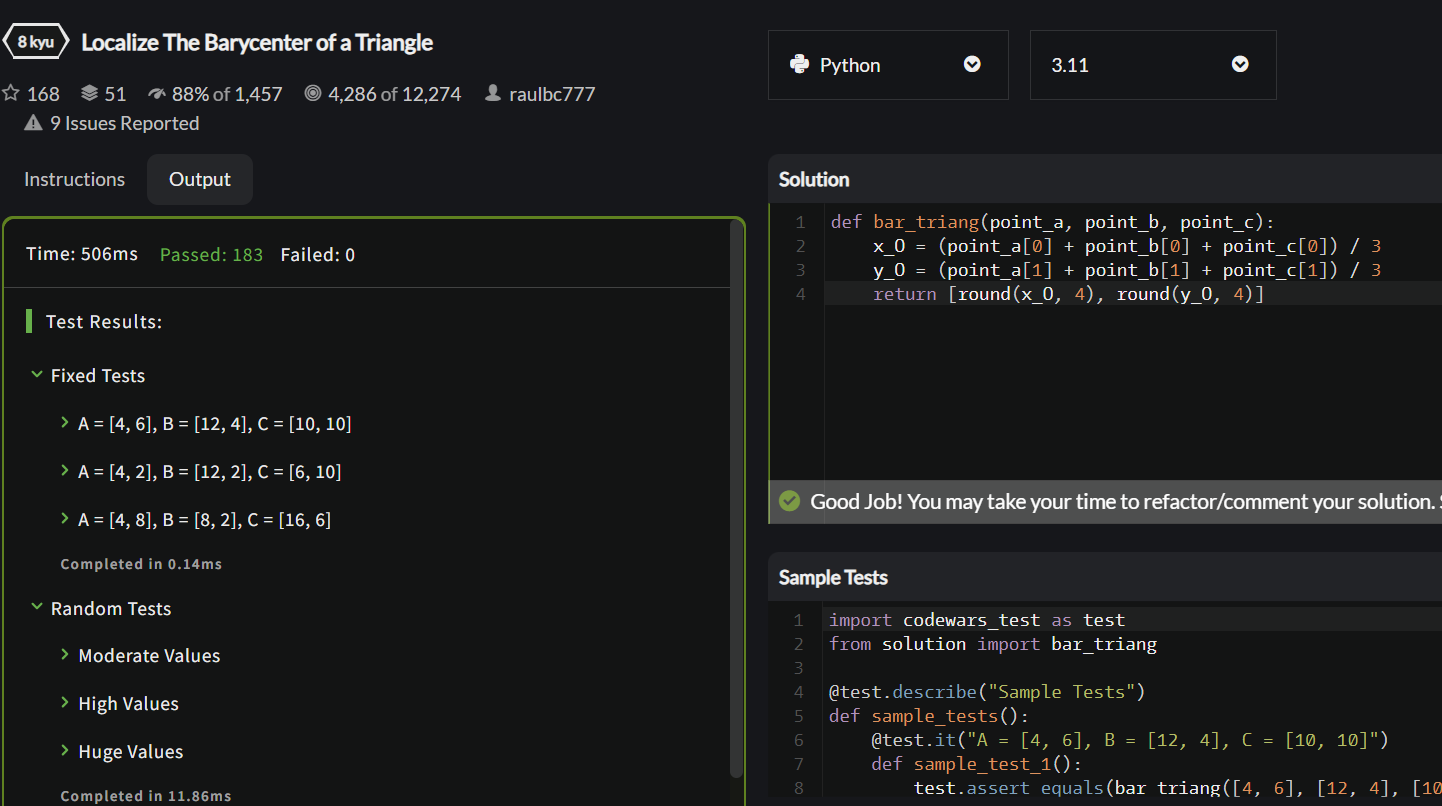 8 kyu Localize The Barycenter of a Triangle
168 51 88% of 1,457 4,286 of 12,274 raulbc777
9 Issues Reported
Instructions Output
Time: 506ms Passed: 183 Failed: 0
Test Results:
Fixed Tests
A = [4, 6], B = [12, 4], C = [10, 10]
A = [4, 2], B = [12, 2], C = [6, 10]
A = [4, 8], B = [8, 2], C = [16, 6]
Completed in 0.14ms
Random Tests
Moderate Values
High Values
Huge Values
Completed in 11.86ms
Python 3.11
Solution
1 def bar_triang(point_a, point_b, point_c):
2 x_O = (point_a[0] + point_b[0] + point_c[0]) / 3
3 y_O = (point_a[1] + point_b[1] + point_c[1]) / 3
4 return [round(x_O, 4), round(y_O, 4)]
Good Job! You may take your time to refactor/comment your solution.
Sample Tests
1 import codewars_test as test
2 from solution import bar_triang
3
4 @test.describe("Sample Tests")
5 def sample_tests():
6 @test.it("A = [4, 6], B = [12, 4], C = [10, 10]")
7 def sample_test_1():
8 test.assert_equals(bar_triang([4, 6], [12, 4], [10